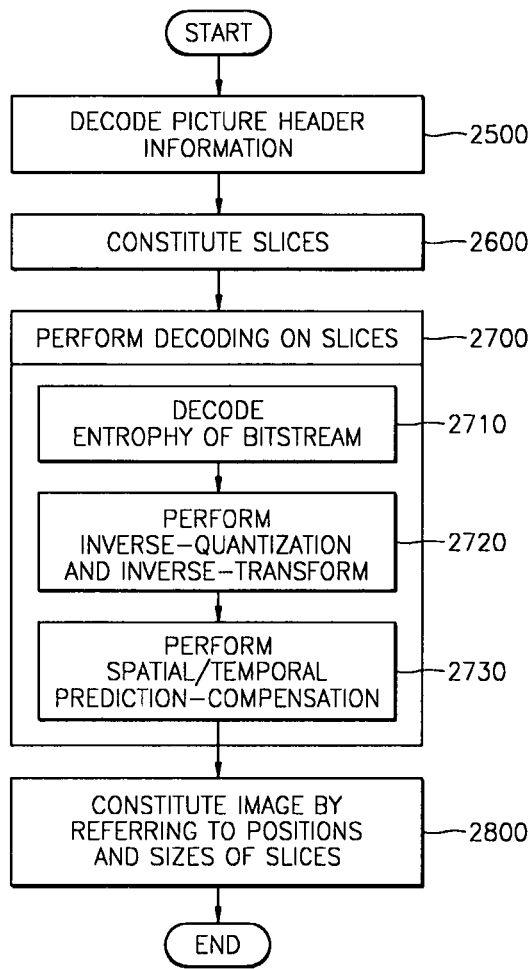 START
DECODE PICTURE HEADER
INFORMATION
2500
CONSTITUTE SLICES
2600
PERFORM DECODING ON SLICES
2700
DECODE
ENTROPHY OF BITSTREAM
2710
PERFORM
INVERSE-QUANTIZATION
AND INVERSE-TRANSFORM
2720
PERFORM
SPATIAL/TEMPORAL
PREDICTION-COMPENSATION
2730
CONSTITUTE IMAGE BY
REFERRING TO POSITIONS
AND SIZES OF SLICES
2800
END